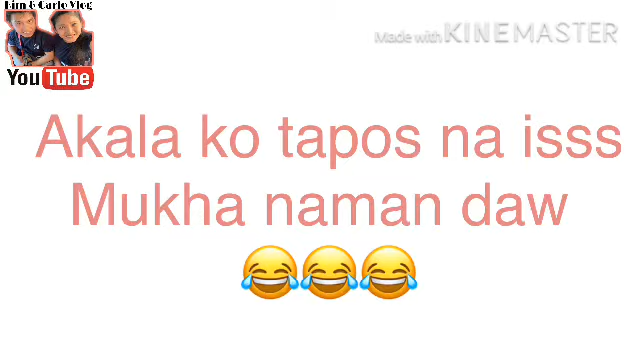 Kim & Carlo Vlog
YouTube
Made with KINEMASTER
Akala ko tapos na isss
Mukha naman daw